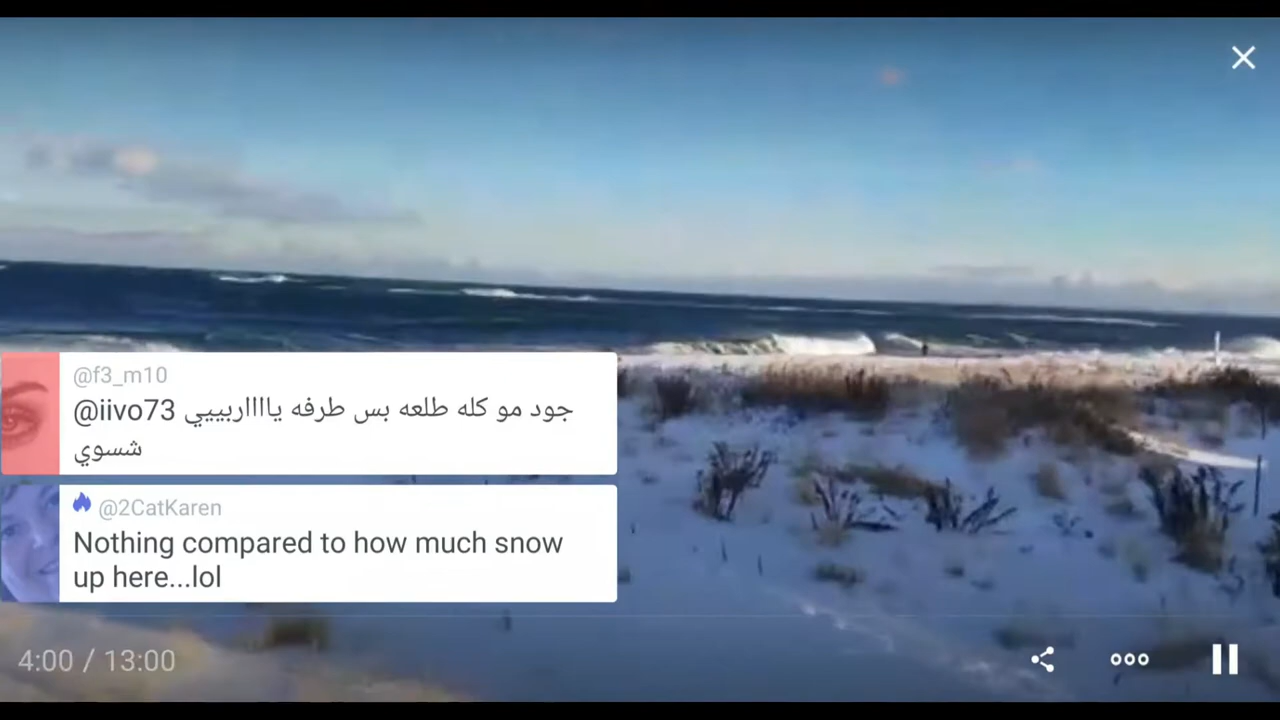 @f3_m10
@iivo73 جود مو كله طلعه بس طرفه ياااارببيي
شسوي
@2CatKaren
Nothing compared to how much snow
up here...lol
4:00 / 13:00